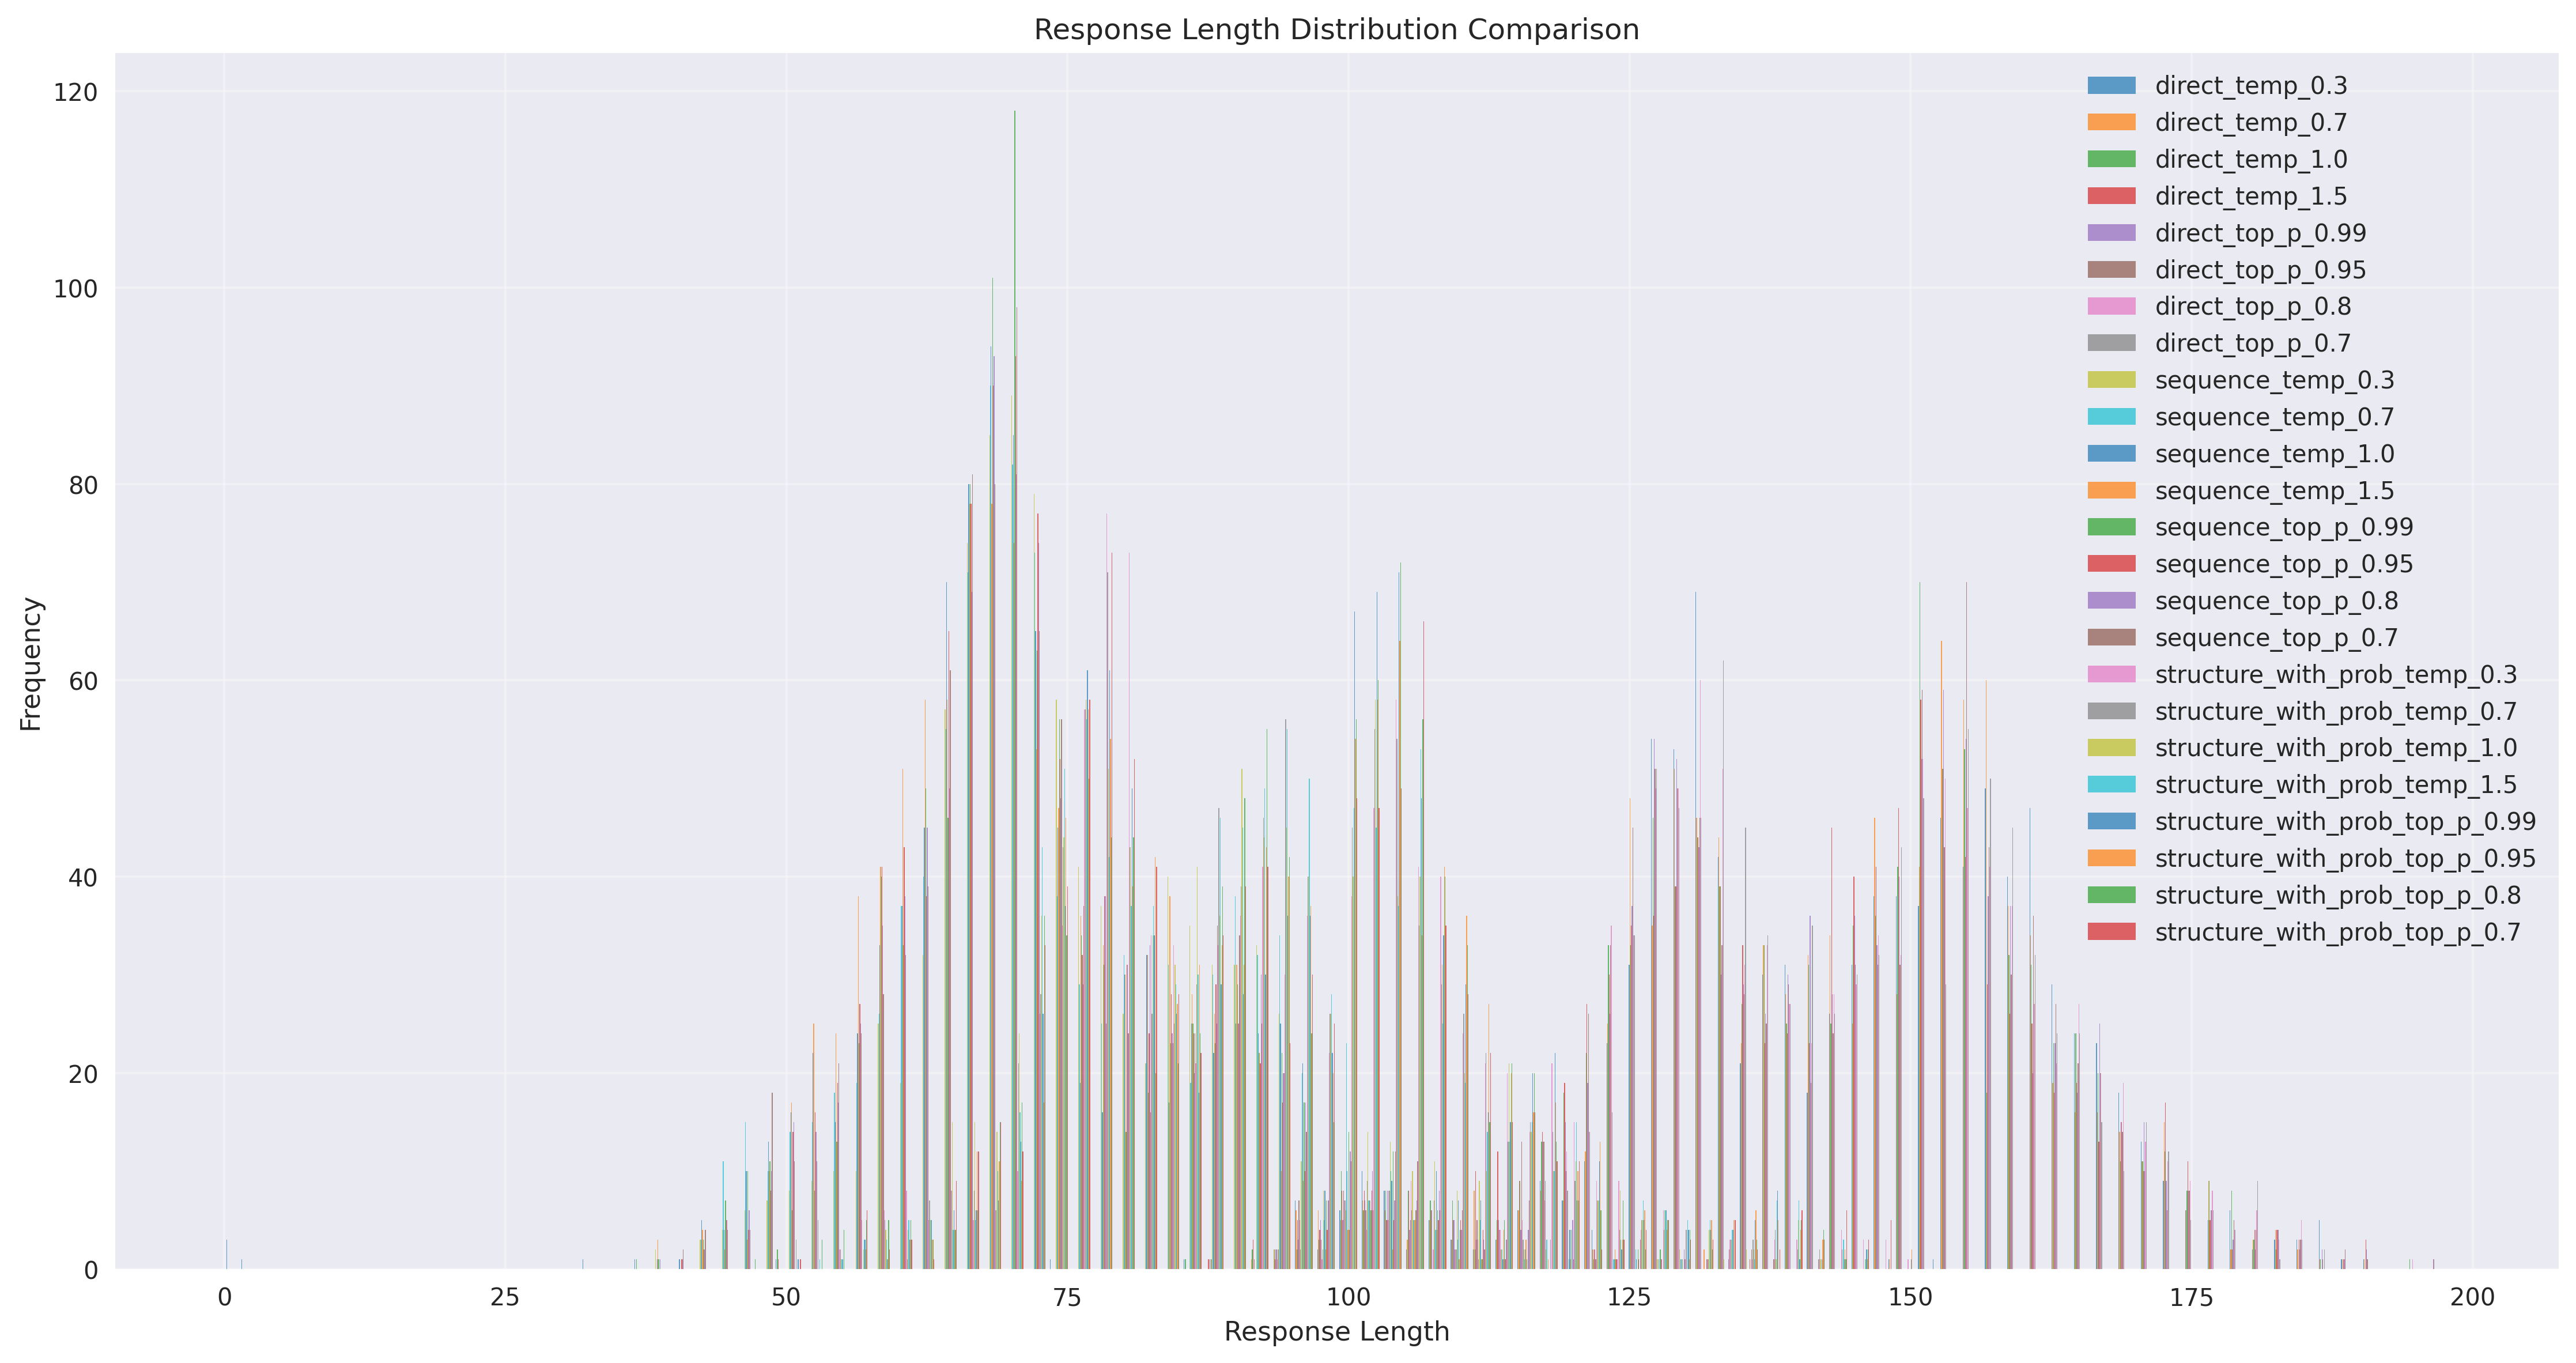 Response Length Distribution Comparison
120
100
80
60
40
20
0
Frequency
0 25 50 75 100 125 150 175 200
Response Length
direct_temp_0.3
direct_temp_0.7
direct_temp_1.0
direct_temp_1.5
direct_top_p_0.99
direct_top_p_0.95
direct_top_p_0.8
direct_top_p_0.7
sequence_temp_0.3
sequence_temp_0.7
sequence_temp_1.0
sequence_temp_1.5
sequence_top_p_0.99
sequence_top_p_0.95
sequence_top_p_0.8
sequence_top_p_0.7
structure_with_prob_temp_0.3
structure_with_prob_temp_0.7
structure_with_prob_temp_1.0
structure_with_prob_temp_1.5
structure_with_prob_top_p_0.99
structure_with_prob_top_p_0.95
structure_with_prob_top_p_0.8
structure_with_prob_top_p_0.7